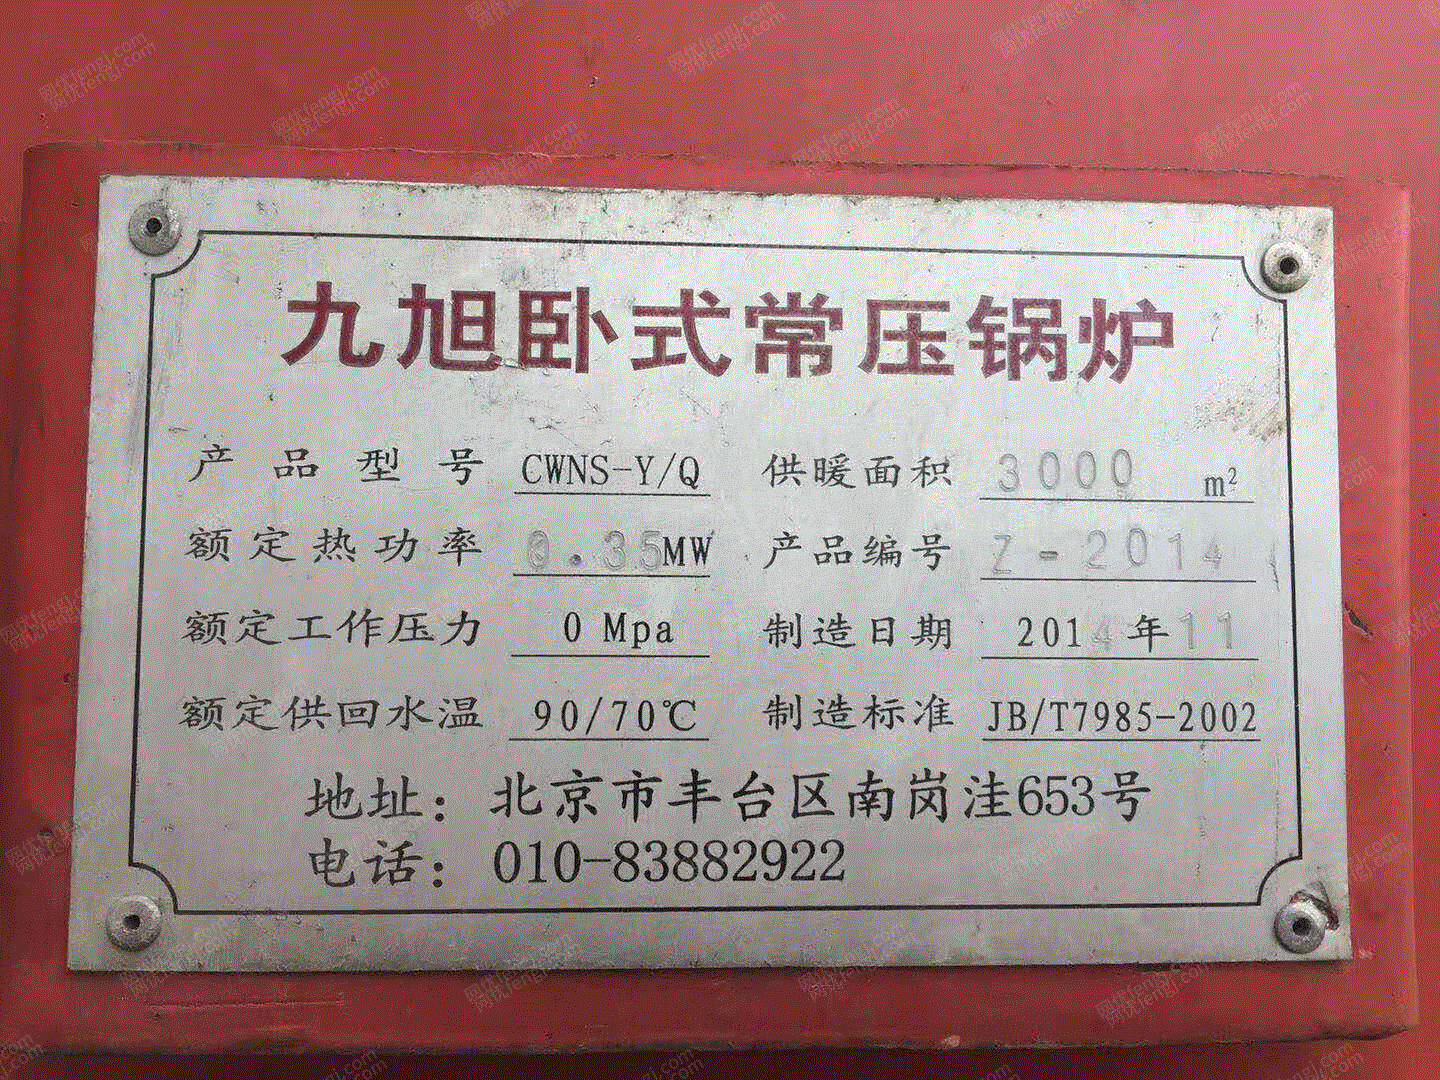 九旭卧式常压锅炉
产品型号 CWNS-Y/Q 供暖面积 3000 m²
额定热功率 0.35MW 产品编号 Z-2014
额定工作压力 0 Mpa 制造日期 2014年11
额定供回水温 90/70℃ 制造标准 JB/T7985-2002
地址：北京市丰台区南岗洼653号
电话：010-83882922